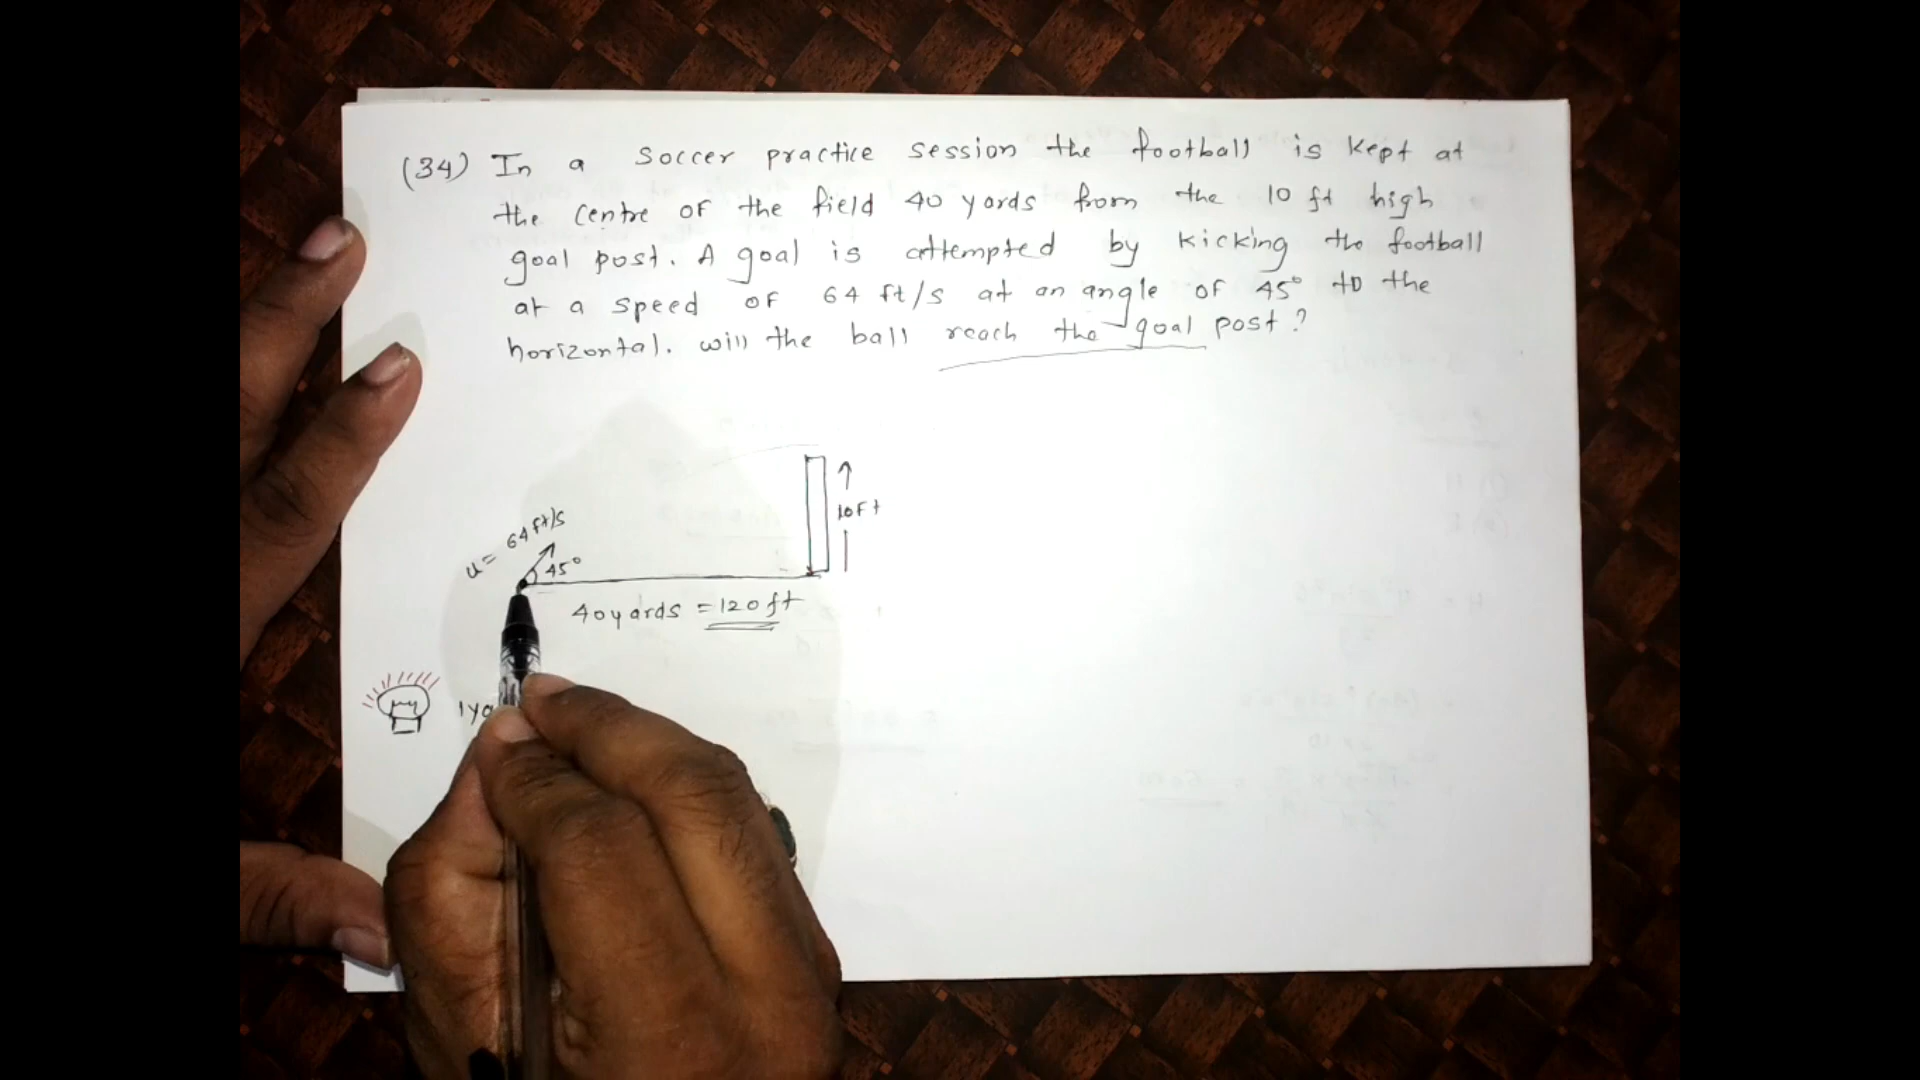 (34) In a soccer practice session the football is kept at
the centre of the field 40 yards from the 10 ft high
goal post. A goal is attempted by kicking the football
at a speed of 64 ft/s at an angle of 45° to the
horizontal. will the ball reach the goal post?
10Ft
u= 64 ft/s
45°
40 yards = 120 ft